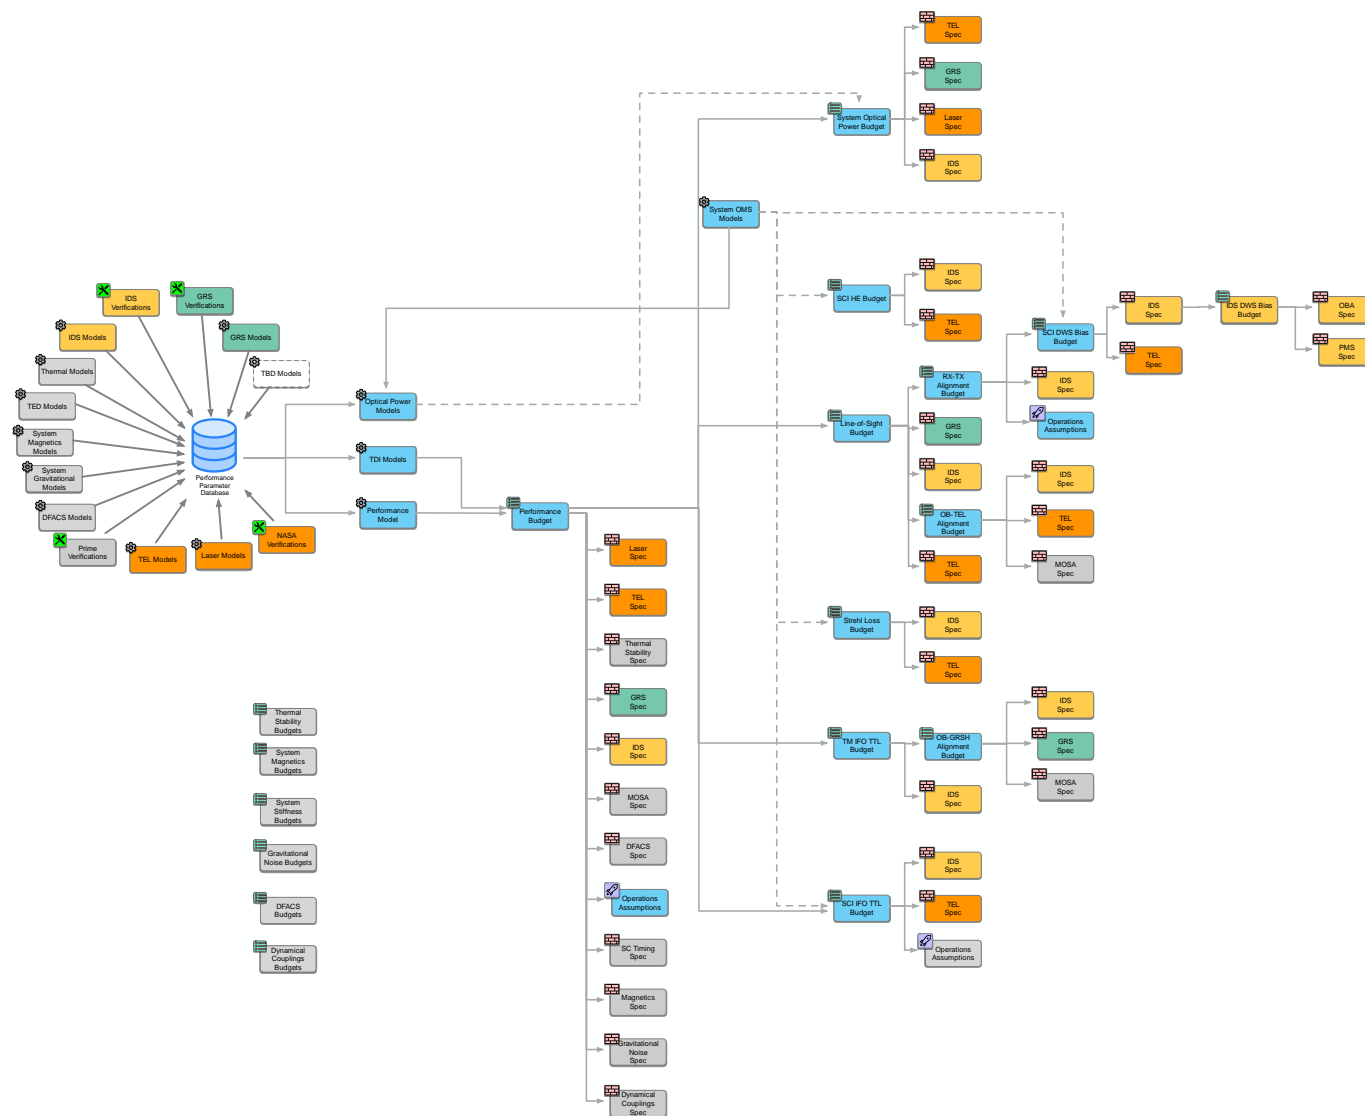 TEL
Spec
GRS
Spec
System Optical
Power Budget
Laser
Spec
IDS
Spec
System OMS
Models
IDS
Verifications
GRS
Verifications
IDS Models
GRS Models
Thermal Models
TBD Models
TED Models
System
Magnetics
Models
System
Gravitational
Models
DFACS Models
Prime
Verifications
TEL Models
Laser Models
NASA
Verifications
Performance
Parameter
Database
Optical Power
Models
TDI Models
Performance
Model
Performance
Budget
Laser
Spec
TEL
Spec
Thermal
Stability
Spec
GRS
Spec
IDS
Spec
MOSA
Spec
DFACS
Spec
Operations
Assumptions
SC Timing
Spec
Magnetics
Spec
Gravitational
Noise
Spec
Dynamical
Couplings
Spec
Thermal
Stability
Budgets
System
Magnetics
Budgets
System
Stiffness
Budgets
Gravitational
Noise Budgets
DFACS
Budgets
Dynamical
Couplings
Budgets
SCI HE Budget
IDS
Spec
TEL
Spec
Line-of-Sight
Budget
RX-TX
Alignment
Budget
GRS
Spec
IDS
Spec
OB-TEL
Alignment
Budget
TEL
Spec
SCI DWS Bias
Budget
IDS
Spec
Operations
Assumptions
IDS
Spec
TEL
Spec
IDS DWS Bias
Budget
OBA
Spec
PMS
Spec
IDS
Spec
TEL
Spec
MOSA
Spec
Strehl Loss
Budget
IDS
Spec
TEL
Spec
TM IFO TTL
Budget
OB-GRSH
Alignment
Budget
IDS
Spec
IDS
Spec
GRS
Spec
MOSA
Spec
SCI IFO TTL
Budget
IDS
Spec
TEL
Spec
Operations
Assumptions